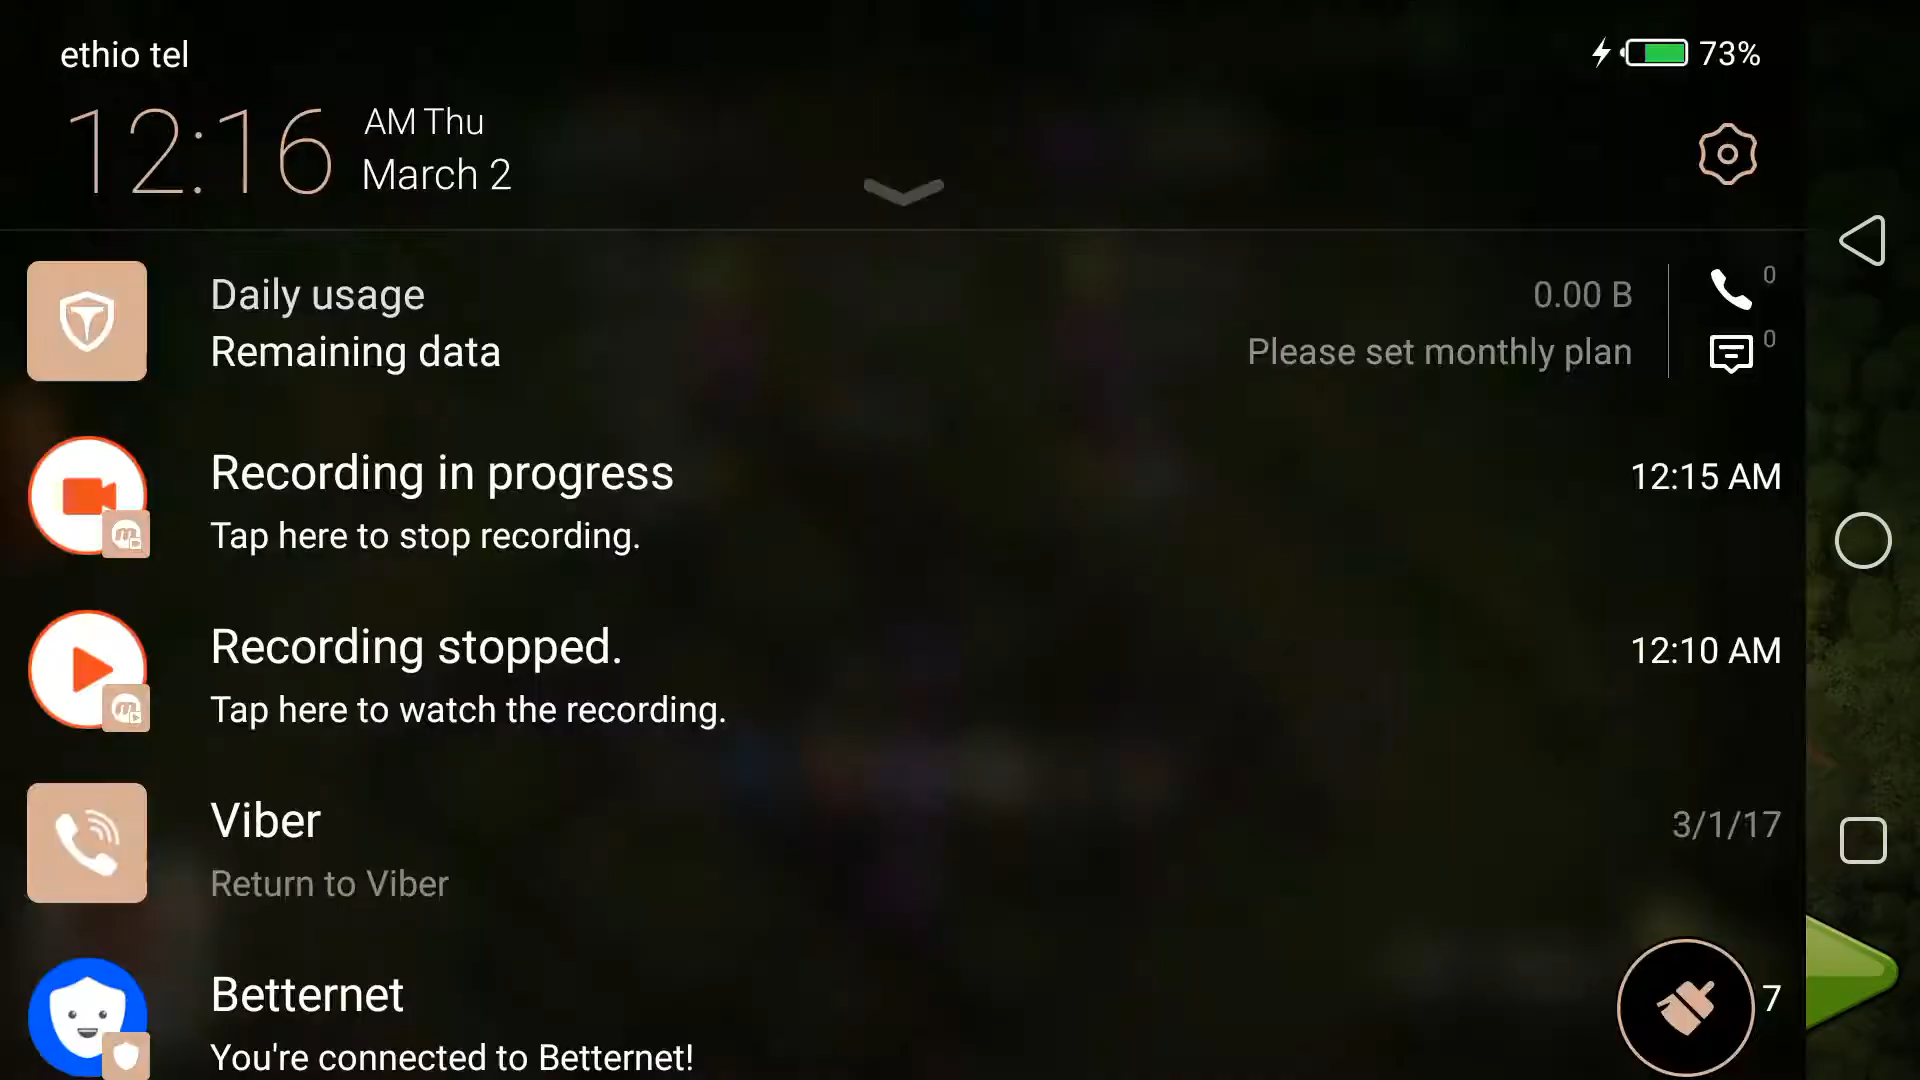 ethio tel
73%
12:16
AM Thu
March 2
Daily usage
0.00 B
0
Remaining data
Please set monthly plan
0
Recording in progress
12:15 AM
Tap here to stop recording.
Recording stopped.
12:10 AM
Tap here to watch the recording.
Viber
3/1/17
Return to Viber
Betternet
7
You're connected to Betternet!